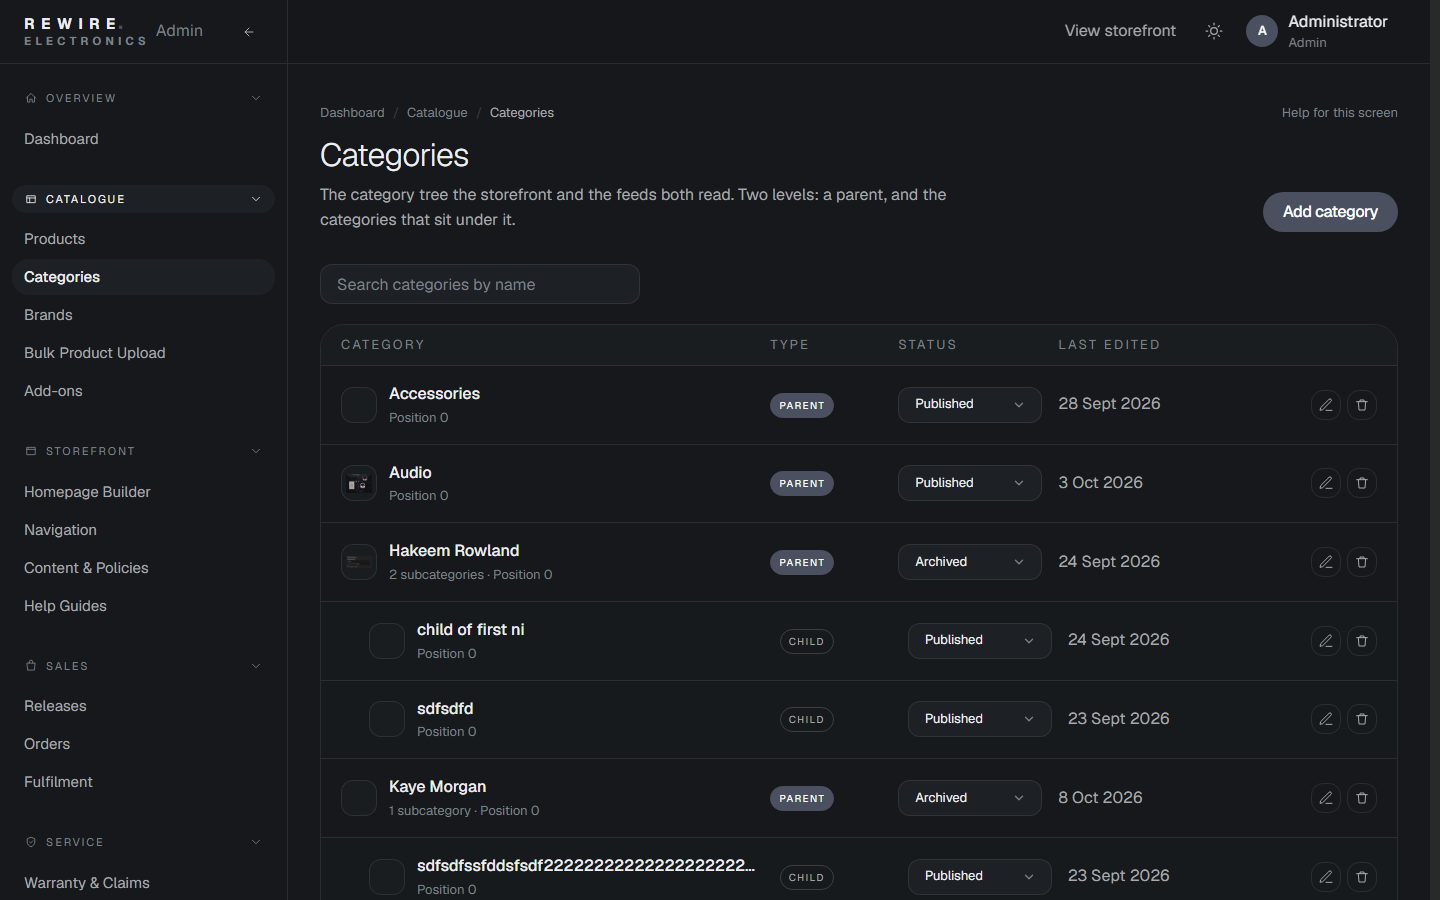 REWIRE.
ELECTRONICS
Admin
View storefront
A
Administrator
Admin
OVERVIEW
Dashboard
CATALOGUE
Products
Categories
Brands
Bulk Product Upload
Add-ons
STOREFRONT
Homepage Builder
Navigation
Content & Policies
Help Guides
SALES
Releases
Orders
Fulfilment
SERVICE
Warranty & Claims
Dashboard / Catalogue / Categories
Help for this screen
Categories
The category tree the storefront and the feeds both read. Two levels: a parent, and the
categories that sit under it.
Add category
Search categories by name
CATEGORY TYPE STATUS LAST EDITED
Accessories
Position 0
PARENT
Published
28 Sept 2026
Audio
Position 0
PARENT
Published
3 Oct 2026
Hakeem Rowland
2 subcategories · Position 0
PARENT
Archived
24 Sept 2026
child of first ni
Position 0
CHILD
Published
24 Sept 2026
sdfsdfd
Position 0
CHILD
Published
23 Sept 2026
Kaye Morgan
1 subcategory · Position 0
PARENT
Archived
8 Oct 2026
sdfsdfssfddsfsdf22222222222222222222...
Position 0
CHILD
Published
23 Sept 2026